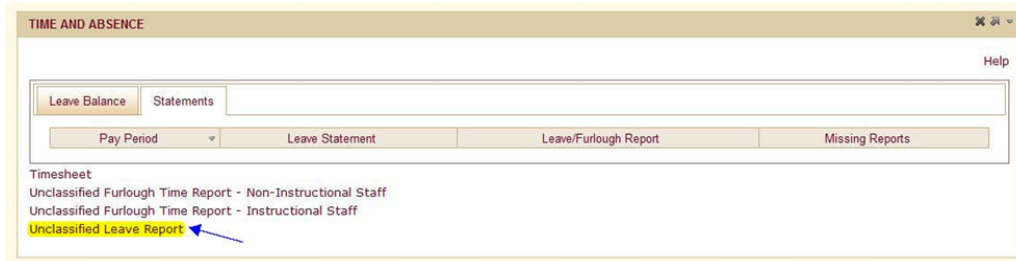 TIME AND ABSENCE
Help
Leave Balance Statements
Pay Period Leave Statement Leave/Furlough Report Missing Reports
Timesheet
Unclassified Furlough Time Report - Non-Instructional Staff
Unclassified Furlough Time Report - Instructional Staff
Unclassified Leave Report